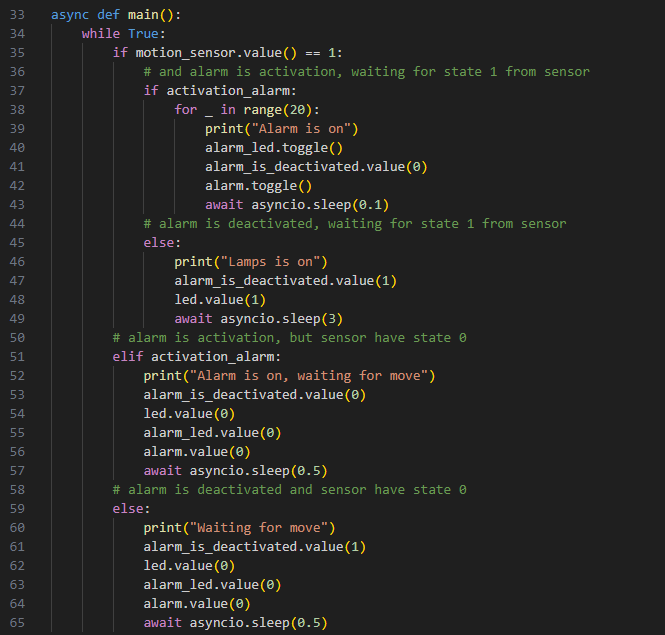 33 async def main():
34     while True:
35         if motion_sensor.value() == 1:
36             # and alarm is activation, waiting for state 1 from sensor
37             if activation_alarm:
38                 for _ in range(20):
39                     print("Alarm is on")
40                     alarm_led.toggle()
41                     alarm_is_deactivated.value(0)
42                     alarm.toggle()
43                     await asyncio.sleep(0.1)
44             # alarm is deactivated, waiting for state 1 from sensor
45             else:
46                 print("Lamps is on")
47                 alarm_is_deactivated.value(1)
48                 led.value(1)
49                 await asyncio.sleep(3)
50         # alarm is activation, but sensor have state 0
51         elif activation_alarm:
52             print("Alarm is on, waiting for move")
53             alarm_is_deactivated.value(0)
54             led.value(0)
55             alarm_led.value(0)
56             alarm.value(0)
57             await asyncio.sleep(0.5)
58         # alarm is deactivated and sensor have state 0
59         else:
60             print("Waiting for move")
61             alarm_is_deactivated.value(1)
62             led.value(0)
63             alarm_led.value(0)
64             alarm.value(0)
65             await asyncio.sleep(0.5)